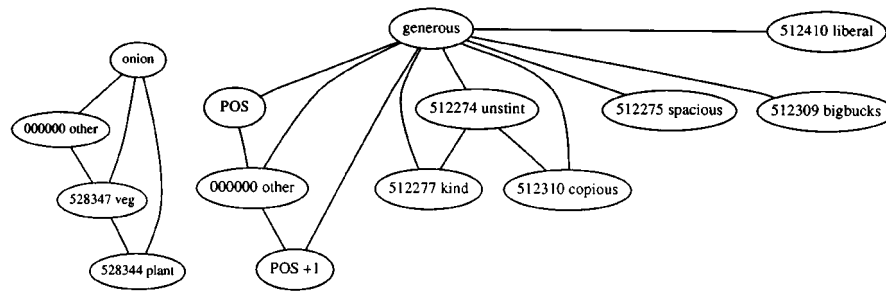 generous
512410 liberal
onion
POS
512274 unstint
512275 spacious
512309 bigbucks
000000 other
000000 other
512277 kind
512310 copious
528347 veg
528344 plant
POS +1